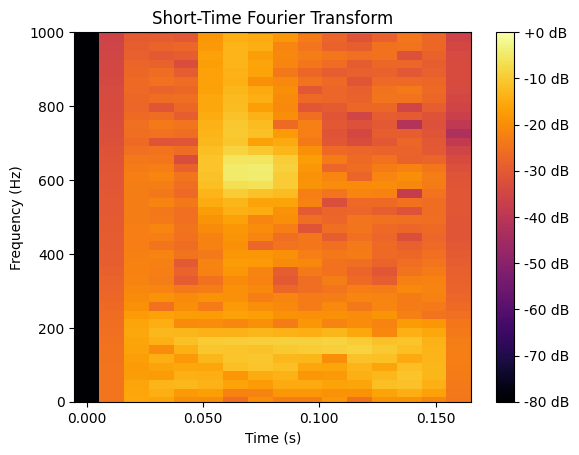 Short-Time Fourier Transform
1000
800
600
400
200
0
Frequency (Hz)
0.000
0.050
0.100
0.150
Time (s)
+0 dB
-10 dB
-20 dB
-30 dB
-40 dB
-50 dB
-60 dB
-70 dB
-80 dB